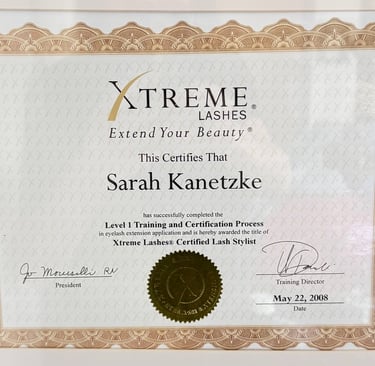 XTREME®
LASHES
Extend Your Beauty®
This Certifies That
Sarah Kanetzke
has successfully completed the
Level 1 Training and Certification Process
in eyelash extension application and is hereby awarded the title of
Xtreme Lashes® Certified Lash Stylist
President
Training Director
May 22, 2008
Date